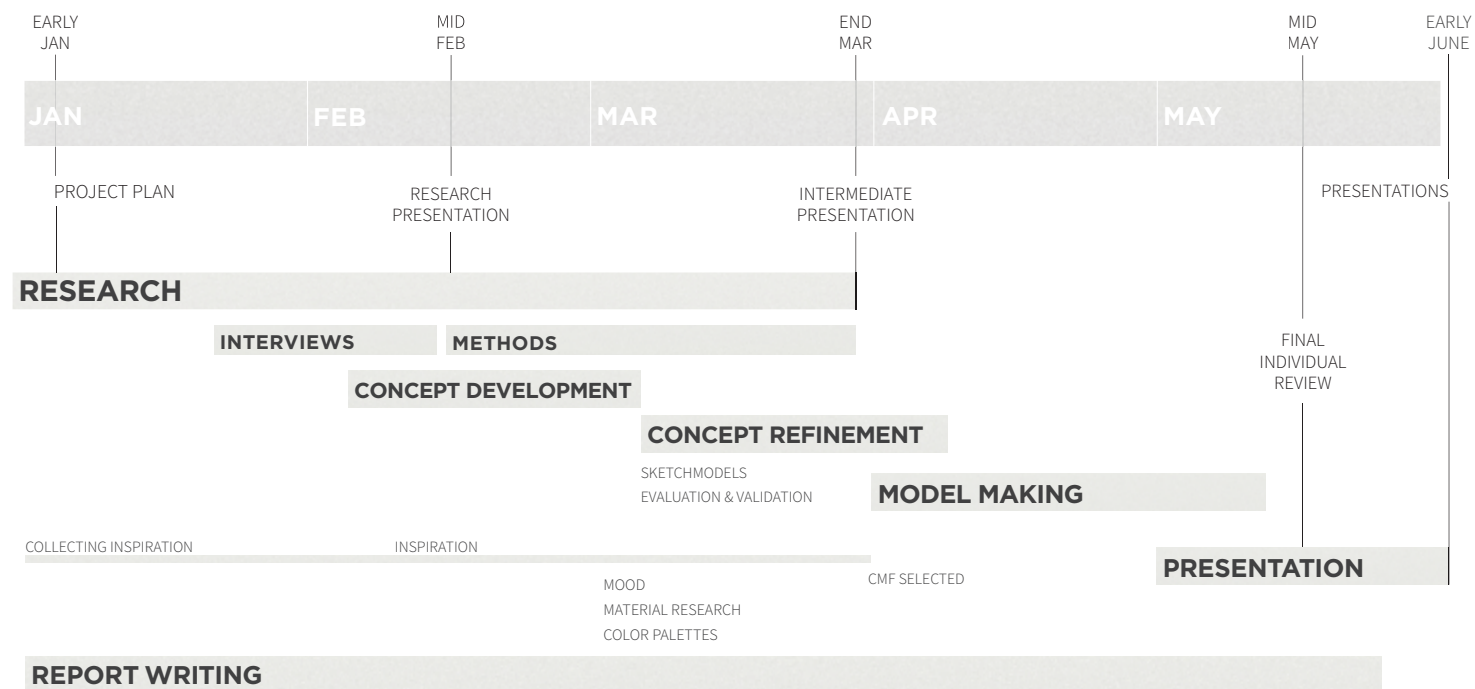 EARLY
JAN
MID
FEB
END
MAR
MID
MAY
EARLY
JUNE
JAN
FEB
MAR
APR
MAY
PROJECT PLAN
RESEARCH
PRESENTATION
INTERMEDIATE
PRESENTATION
PRESENTATIONS
RESEARCH
INTERVIEWS
METHODS
FINAL
INDIVIDUAL
REVIEW
CONCEPT DEVELOPMENT
CONCEPT REFINEMENT
SKETCHMODELS
EVALUATION & VALIDATION
MODEL MAKING
COLLECTING INSPIRATION
INSPIRATION
PRESENTATION
CMF SELECTED
MOOD
MATERIAL RESEARCH
COLOR PALETTES
REPORT WRITING